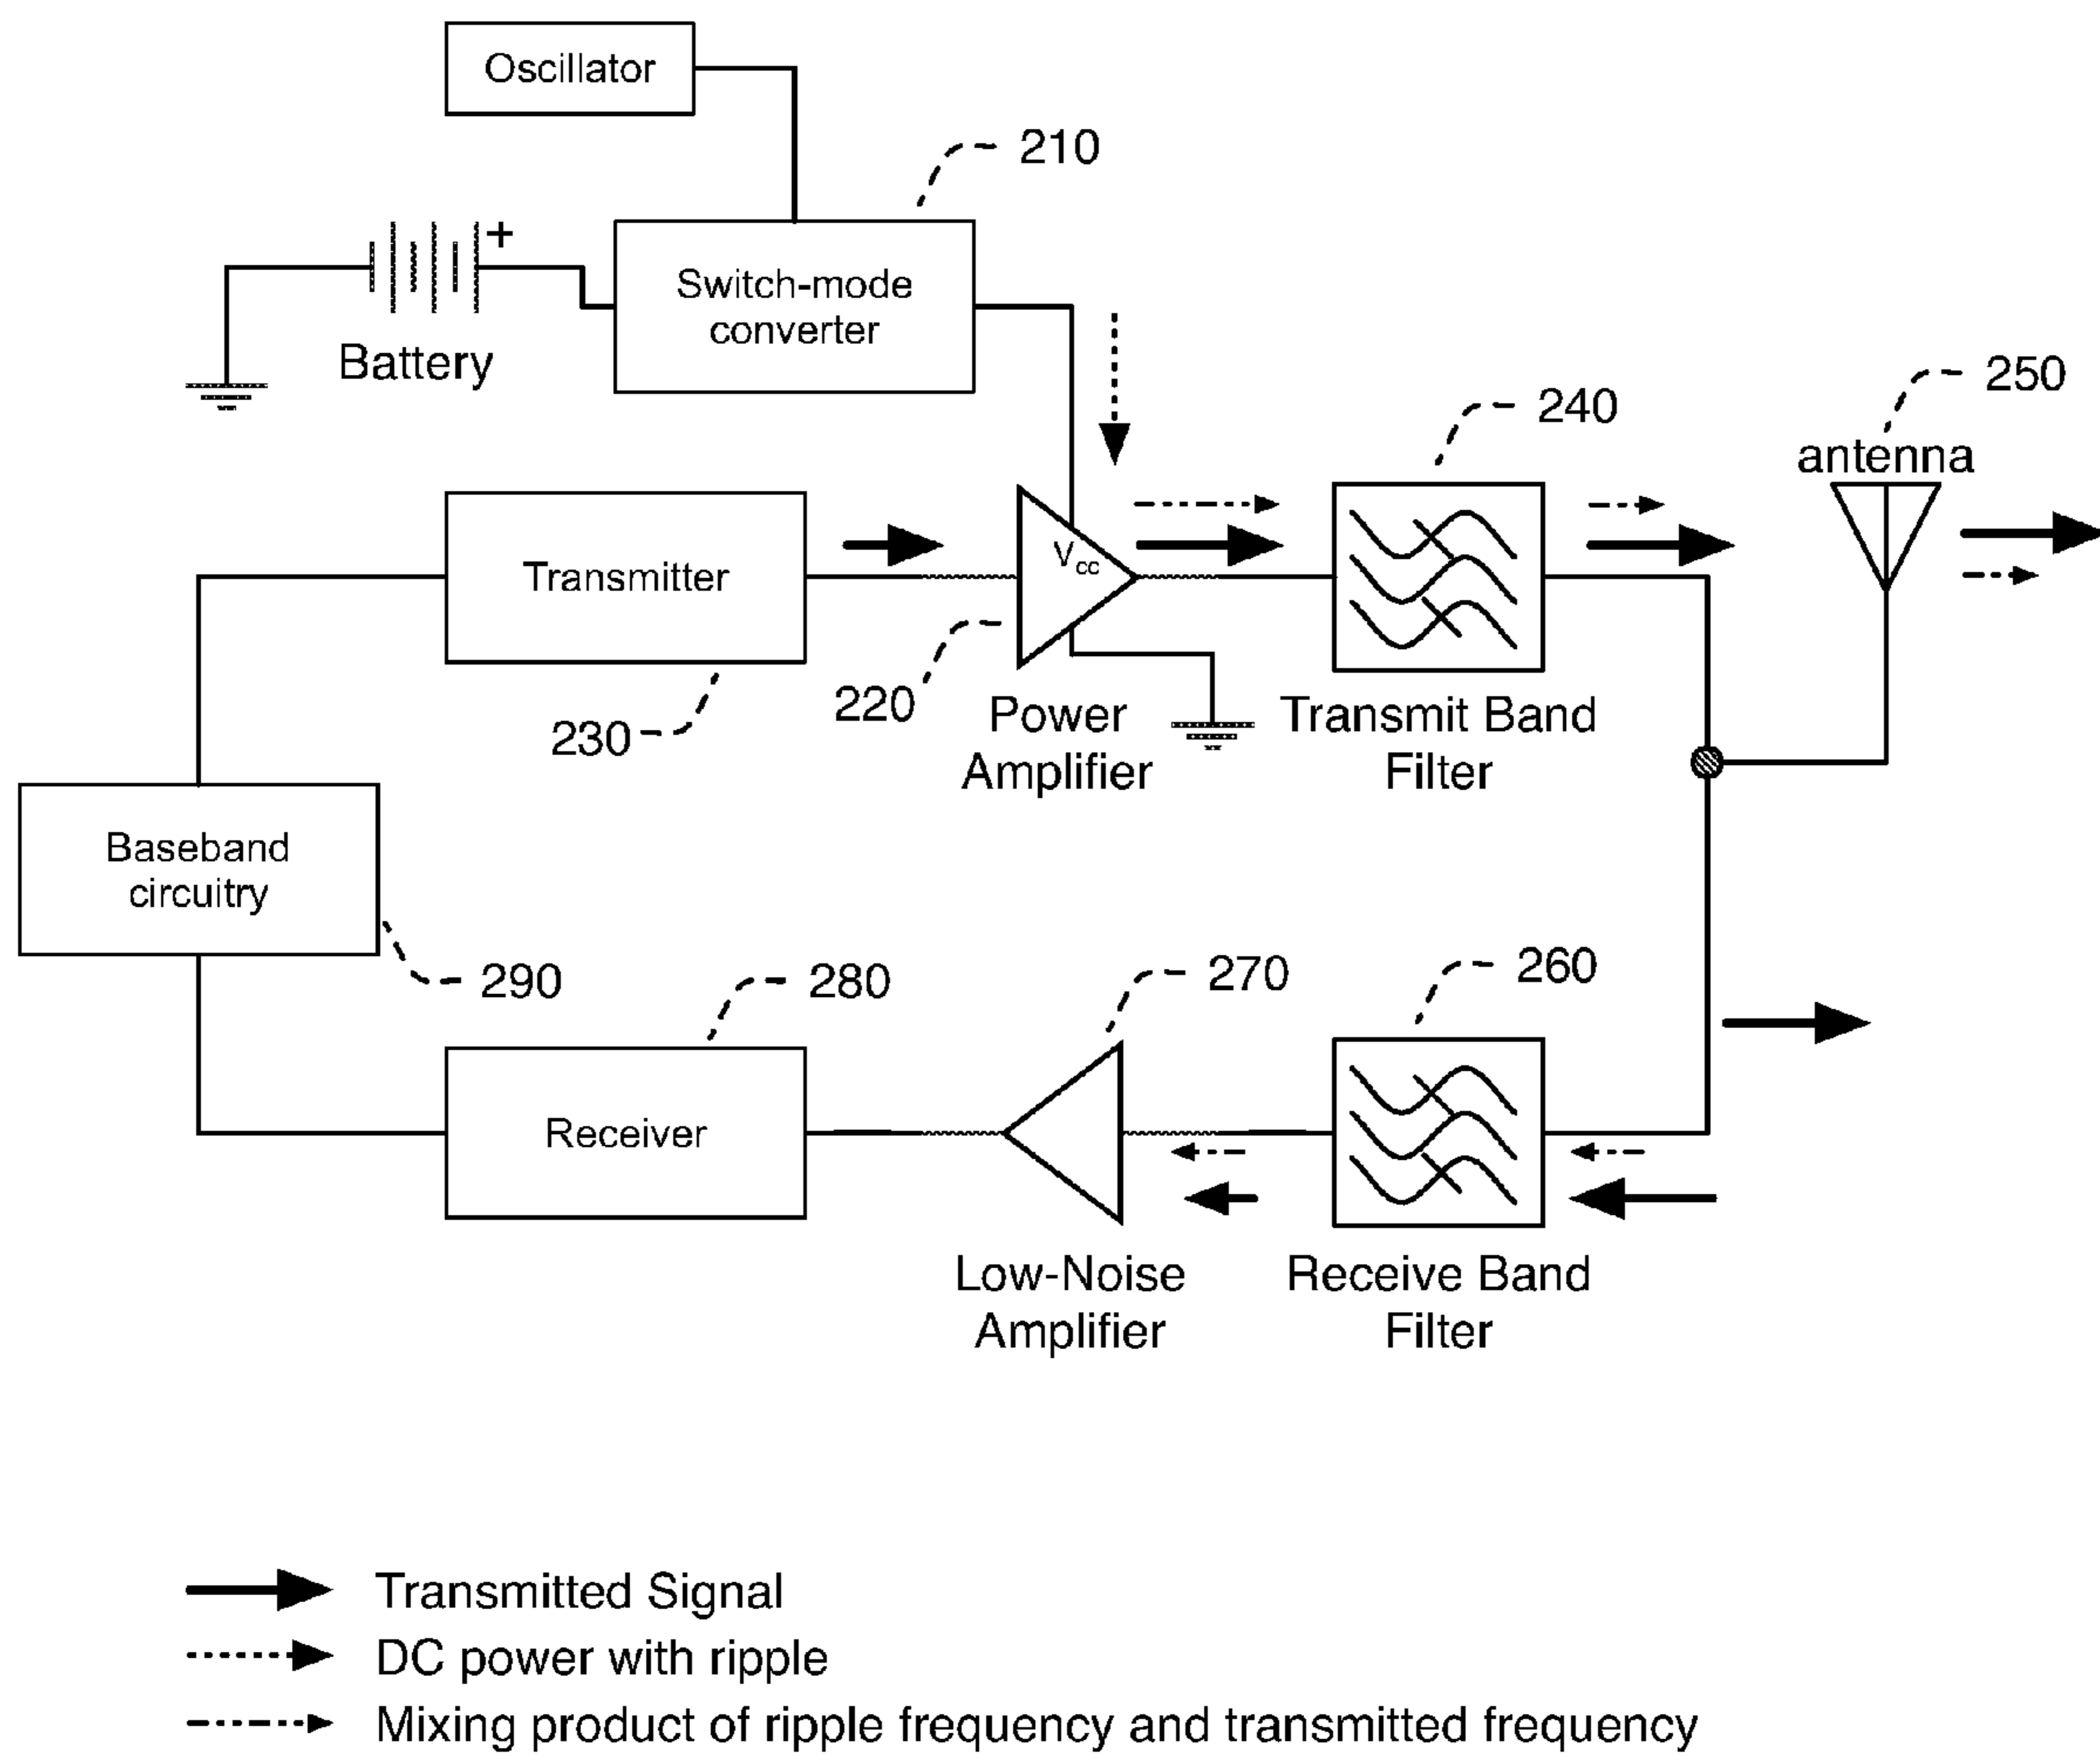 Oscillator
210
+
Switch-mode
converter
Battery
250
240
antenna
Transmitter
Vcc
220
230
Power
Amplifier
Transmit Band
Filter
Baseband
circuitry
290
280
270
260
Receiver
Low-Noise
Amplifier
Receive Band
Filter
Transmitted Signal
DC power with ripple
Mixing product of ripple frequency and transmitted frequency